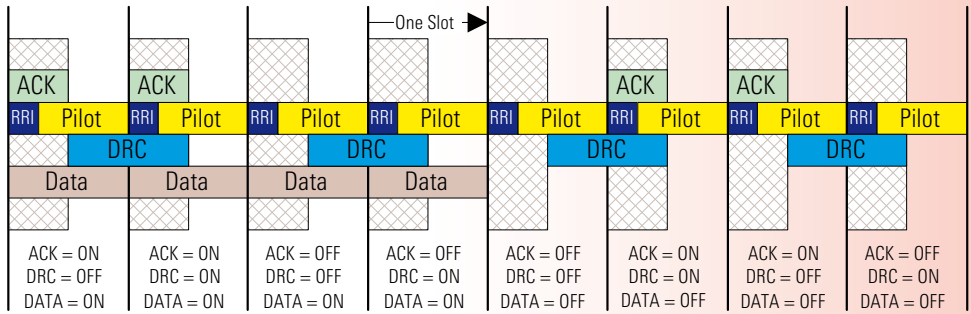 One Slot
ACK ACK ACK ACK
RRI Pilot RRI Pilot RRI Pilot RRI Pilot RRI Pilot RRI Pilot RRI Pilot RRI Pilot
DRC DRC DRC DRC
Data Data Data Data
ACK = ON ACK = ON ACK = OFF ACK = OFF ACK = OFF ACK = ON ACK = ON ACK = OFF
DRC = OFF DRC = ON DRC = OFF DRC = ON DRC = OFF DRC = ON DRC = OFF DRC = ON
DATA = ON DATA = ON DATA = ON DATA = ON DATA = OFF DATA = OFF DATA = OFF DATA = OFF